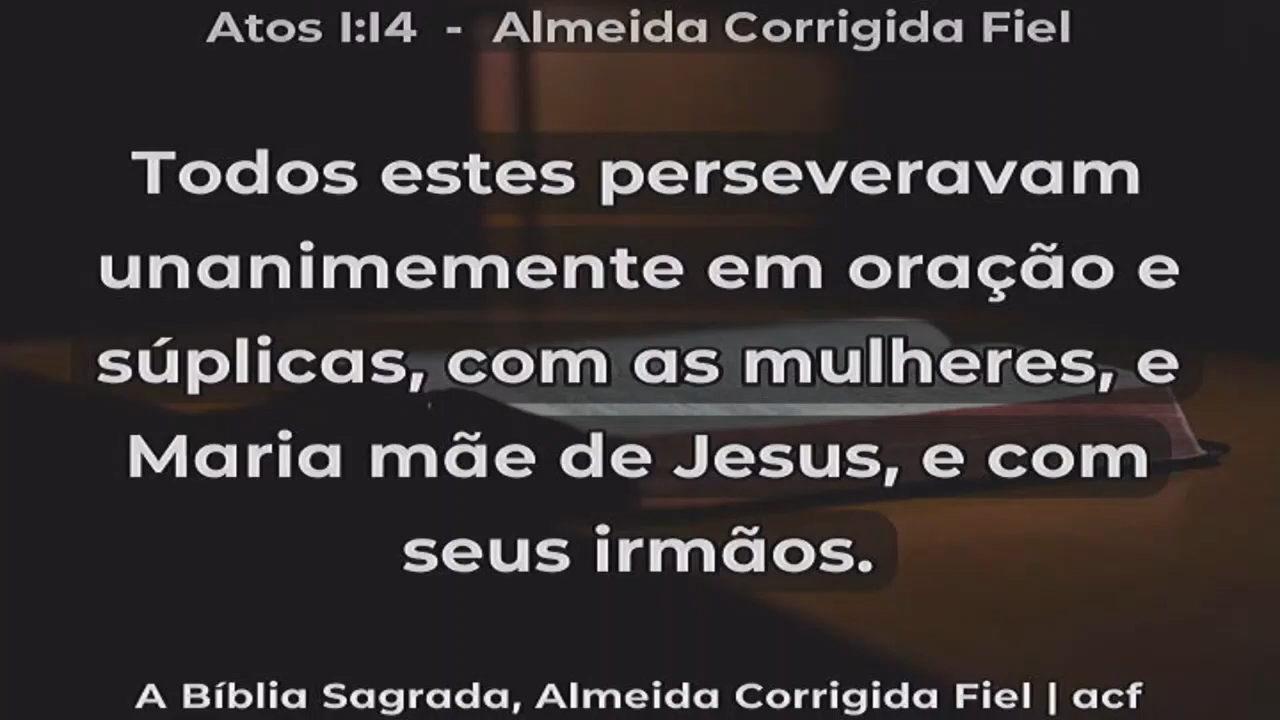 Atos 1:14 - Almeida Corrigida Fiel
Todos estes perseveravam
unanimemente em oração e
súplicas, com as mulheres, e
Maria mãe de Jesus, e com
seus irmãos.
A Bíblia Sagrada, Almeida Corrigida Fiel | acf